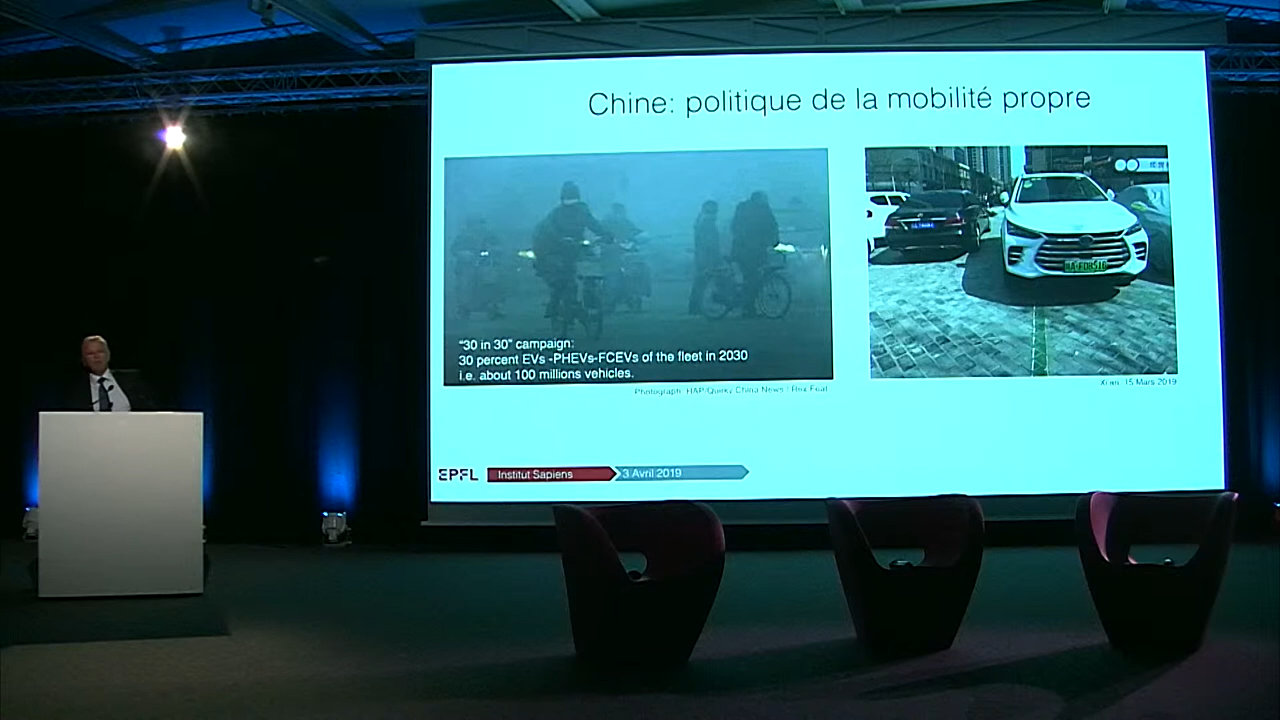 Chine: politique de la mobilité propre
"30 in 30" campaign:
30 percent EVs -PHEVs-FCEVs of the fleet in 2030
i.e. about 100 millions vehicles.
Photograph: HAP/Quirky China News / Rex Feat
Xi'an, 15 Mars 2019
EPFL
Institut Sapiens
3 Avril 2019